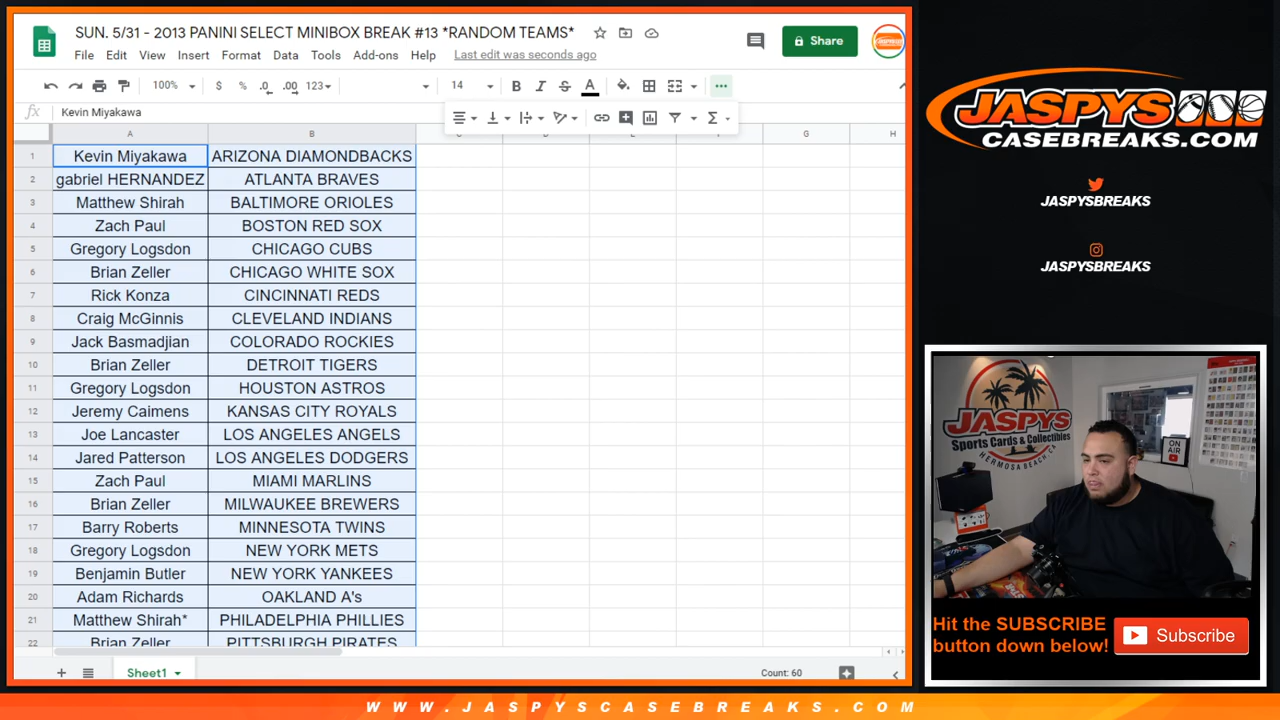 SUN. 5/31 - 2013 PANINI SELECT MINIBOX BREAK #13 *RANDOM TEAMS*
File Edit View Insert Format Data Tools Add-ons Help Last edit was seconds ago
Share
100% $ % .0 .00 123 14 B I S A
fx Kevin Miyakawa
A B C D E F G H
1 Kevin Miyakawa ARIZONA DIAMONDBACKS
2 gabriel HERNANDEZ ATLANTA BRAVES
3 Matthew Shirah BALTIMORE ORIOLES
4 Zach Paul BOSTON RED SOX
5 Gregory Logsdon CHICAGO CUBS
6 Brian Zeller CHICAGO WHITE SOX
7 Rick Konza CINCINNATI REDS
8 Craig McGinnis CLEVELAND INDIANS
9 Jack Basmadjian COLORADO ROCKIES
10 Brian Zeller DETROIT TIGERS
11 Gregory Logsdon HOUSTON ASTROS
12 Jeremy Caimens KANSAS CITY ROYALS
13 Joe Lancaster LOS ANGELES ANGELS
14 Jared Patterson LOS ANGELES DODGERS
15 Zach Paul MIAMI MARLINS
16 Brian Zeller MILWAUKEE BREWERS
17 Barry Roberts MINNESOTA TWINS
18 Gregory Logsdon NEW YORK METS
19 Benjamin Butler NEW YORK YANKEES
20 Adam Richards OAKLAND A's
21 Matthew Shirah* PHILADELPHIA PHILLIES
22 Brian Zeller PITTSBURGH PIRATES
Sheet1
Count: 60
JASPYS
CASEBREAKS.COM
JASPYSBREAKS
JASPYSBREAKS
JASPYS
Sports Cards & Collectibles
HERMOSA BEACH, CA
ON AIR
Hit the SUBSCRIBE
button down below!
Subscribe
WWW.JASPYSCASEBREAKS.COM